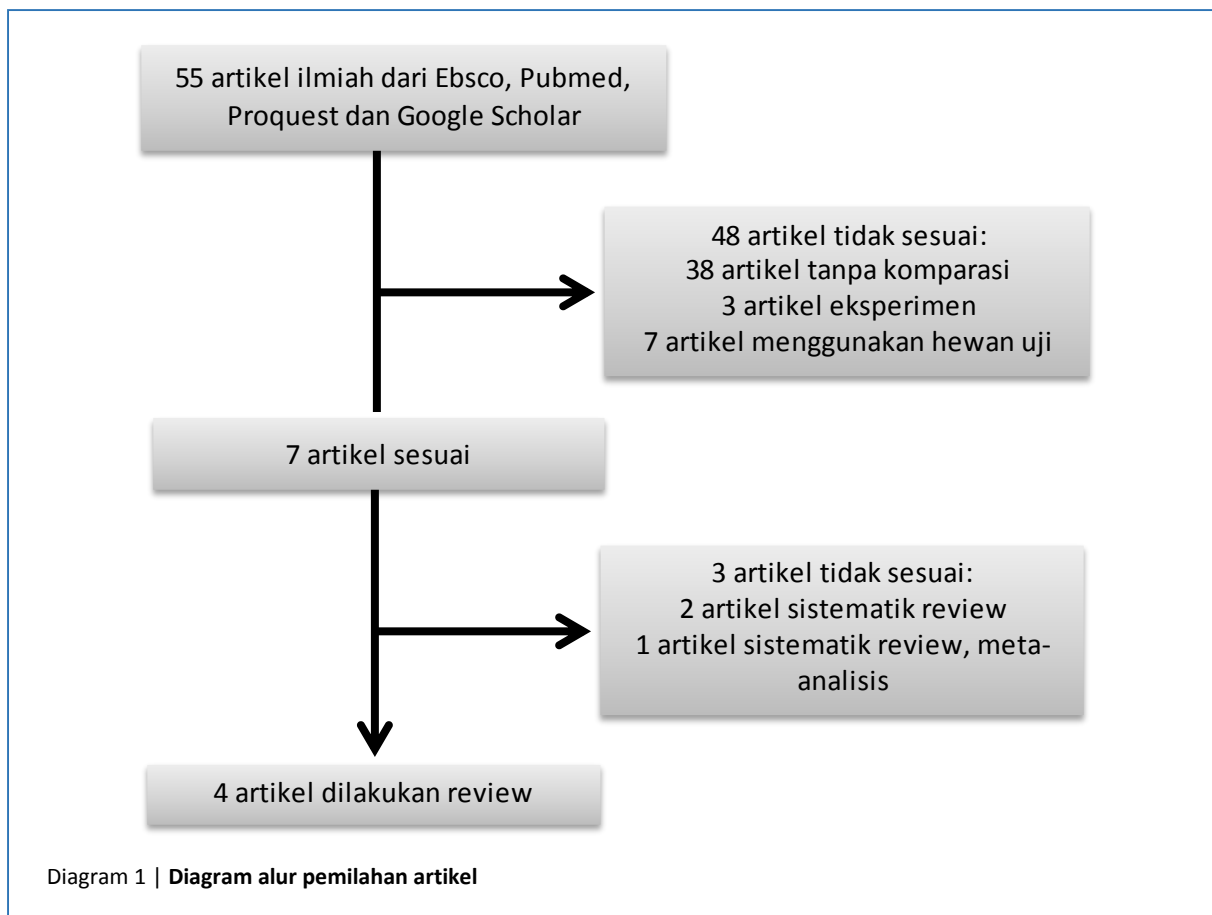 55 artikel ilmiah dari Ebsco, Pubmed,
Proquest dan Google Scholar
48 artikel tidak sesuai:
38 artikel tanpa komparasi
3 artikel eksperimen
7 artikel menggunakan hewan uji
7 artikel sesuai
3 artikel tidak sesuai:
2 artikel sistematik review
1 artikel sistematik review, meta-
analisis
4 artikel dilakukan review
Diagram 1 | Diagram alur pemilahan artikel